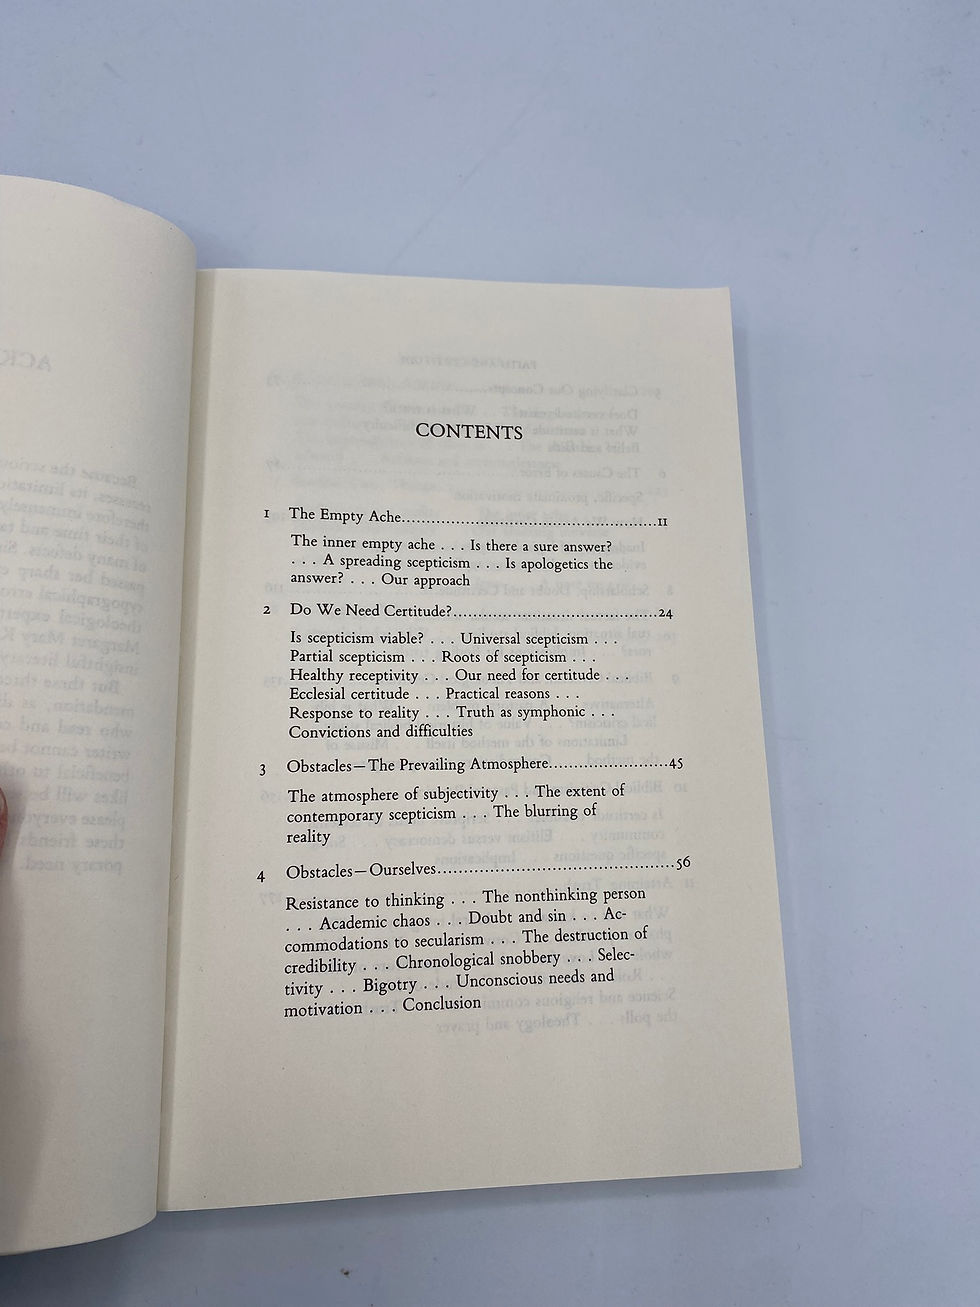 CONTENTS
1 The Empty Ache..................................................11
The inner empty ache . . . Is there a sure answer?
. . . A spreading scepticism . . . Is apologetics the
answer? . . . Our approach
2 Do We Need Certitude?.........................................24
Is scepticism viable? . . . Universal scepticism . . .
Partial scepticism . . . Roots of scepticism . . .
Healthy receptivity . . . Our need for certitude . . .
Ecclesial certitude . . . Practical reasons . . .
Response to reality . . . Truth as symphonic . . .
Convictions and difficulties
3 Obstacles—The Prevailing Atmosphere.......................45
The atmosphere of subjectivity . . . The extent of
contemporary scepticism . . . The blurring of
reality
4 Obstacles—Ourselves..............................................56
Resistance to thinking . . . The nonthinking person
. . . Academic chaos . . . Doubt and sin . . . Ac-
commodations to secularism . . . The destruction of
credibility . . . Chronological snobbery . . . Selec-
tivity . . . Bigotry . . . Unconscious needs and
motivation . . . Conclusion